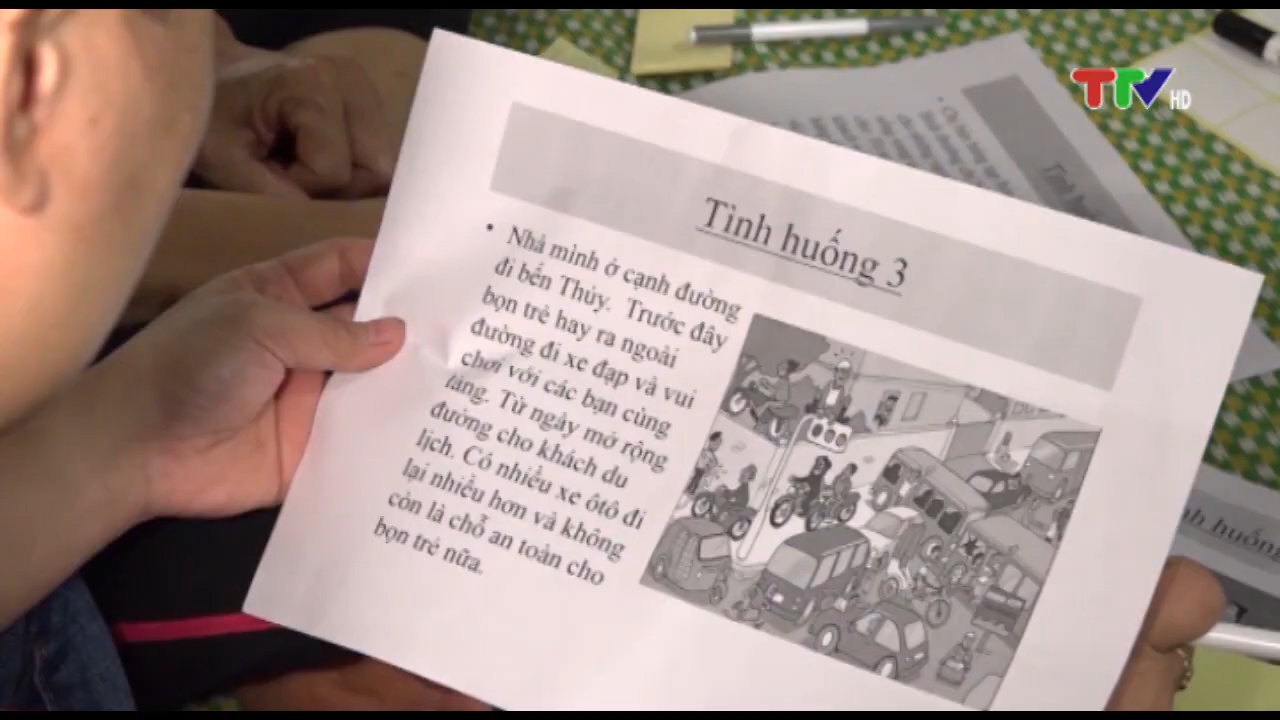 TTV HD
Tình huống 3
• Nhà mình ở cạnh đường
đi bến Thủy. Trước đây
bọn trẻ hay ra ngoài
đường đi xe đạp và vui
chơi với các bạn cùng
làng. Từ ngày mở rộng
đường cho khách du
lịch. Có nhiều xe ôtô đi
lại nhiều hơn và không
còn là chỗ an toàn cho
bọn trẻ nữa.
huống